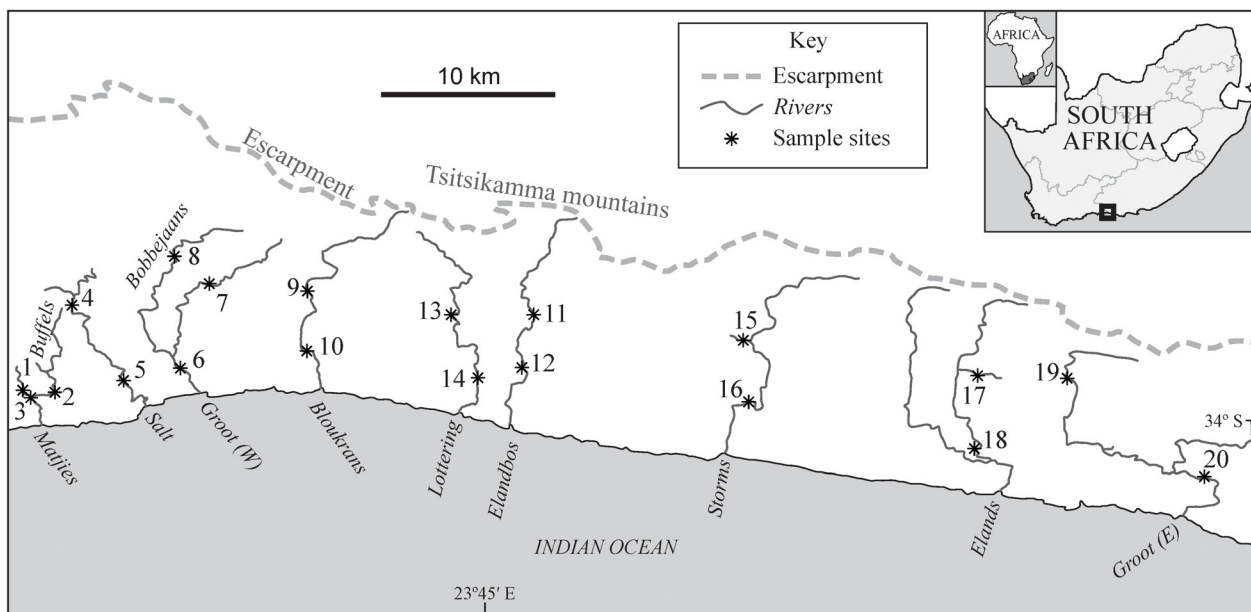 Key
Escarpment
Rivers
Sample sites
10 km
AFRICA
SOUTH
AFRICA
Escarpment
Tsitsikamma mountains
Bobbejaans
Buffels
8
7
4
9
10
13
11
12
14
15
16
17
18
19
20
1
2
3
5
6
34° S
Matjies
Salt
Groot (W)
Bloukrans
Lottering
Elandbos
Storms
Elands
Groot (E)
INDIAN OCEAN
23°45′ E